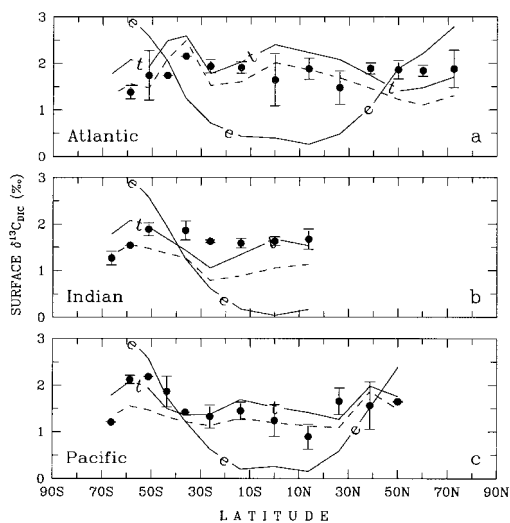 3
e
t
t
2
1
e
e
t
Atlantic
a
0
SURFACE δ¹³C_DIC (‰)
3
e
t
2
t
1
e
Indian
b
0
3
e
t
2
t
1
e
e
Pacific
c
0
90S 70S 50S 30S 10S 10N 30N 50N 70N 90N
LATITUDE